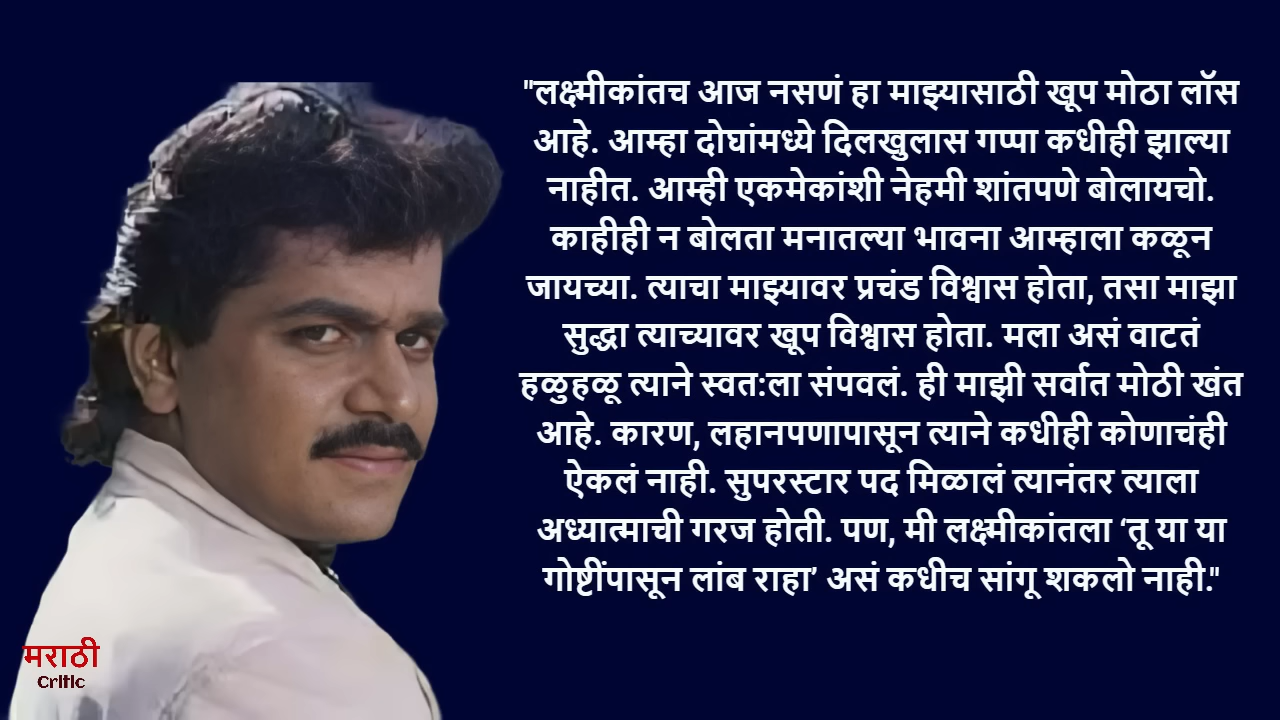 "लक्ष्मीकांतच आज नसणं हा माझ्यासाठी खूप मोठा लॉस
आहे. आम्हा दोघांमध्ये दिलखुलास गप्पा कधीही झाल्या
नाहीत. आम्ही एकमेकांशी नेहमी शांतपणे बोलायचो.
काहीही न बोलता मनातल्या भावना आम्हाला कळून
जायच्या. त्याचा माझ्यावर प्रचंड विश्वास होता, तसा माझा
सुद्धा त्याच्यावर खूप विश्वास होता. मला असं वाटतं
हळुहळू त्याने स्वत:ला संपवलं. ही माझी सर्वात मोठी खंत
आहे. कारण, लहानपणापासून त्याने कधीही कोणाचंही
ऐकलं नाही. सुपरस्टार पद मिळालं त्यानंतर त्याला
अध्यात्माची गरज होती. पण, मी लक्ष्मीकांतला ‘तू या या
गोष्टींपासून लांब राहा’ असं कधीच सांगू शकलो नाही."
मराठी
Critic